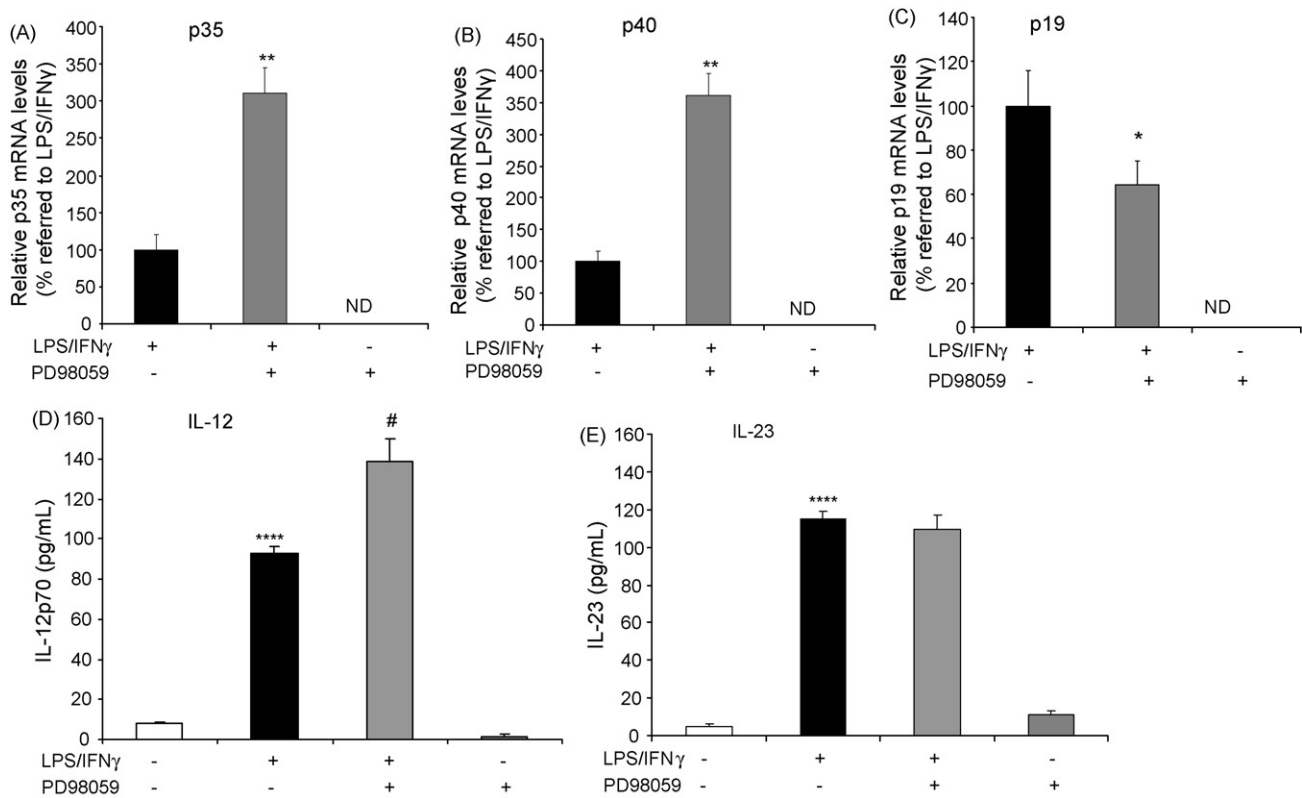 (A)
p35
Relative p35 mRNA levels
(% referred to LPS/IFNγ)
400
350
300
250
200
150
100
50
0
**
ND
LPS/IFNγ + + -
PD98059 - + +
(B)
p40
Relative p40 mRNA levels
(% referred to LPS/IFNγ)
450
400
350
300
250
200
150
100
50
0
**
ND
LPS/IFNγ + + -
PD98059 - + +
(C)
p19
Relative p19 mRNA levels
(% referred to LPS/IFNγ)
140
120
100
80
60
40
20
0
*
ND
LPS/IFNγ + + -
PD98059 - + +
(D)
IL-12
IL-12p70 (pg/mL)
160
140
120
100
80
60
40
20
0
****
#
LPS/IFNγ - + + -
PD98059 - - + +
(E)
IL-23
IL-23 (pg/mL)
160
140
120
100
80
60
40
20
0
****
LPS/IFNγ - + + -
PD98059 - - + +